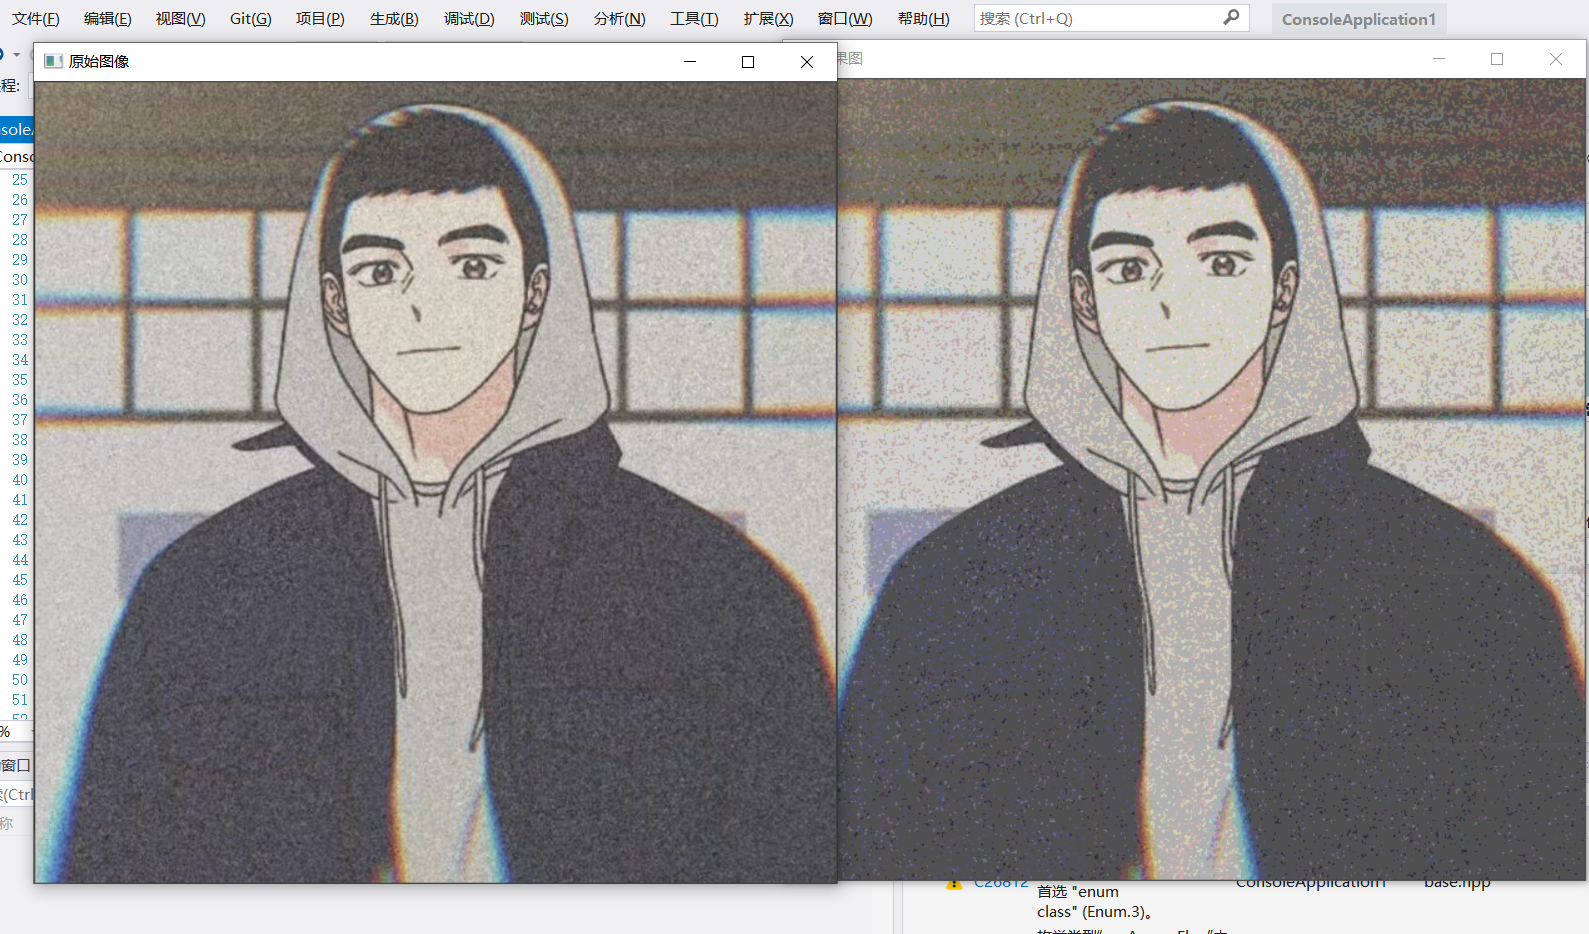 文件(F) 编辑(E) 视图(V) Git(G) 项目(P) 生成(B) 调试(D) 测试(S) 分析(N) 工具(T) 扩展(X) 窗口(W) 帮助(H) 搜索 (Ctrl+Q) ConsoleApplication1
原始图像
果图
程:
25
26
27
28
29
30
31
32
33
34
35
36
37
38
39
40
41
42
43
44
45
46
47
48
49
50
51
52
%
窗口
(Ctrl
称
C26812 ConsoleApplication1 base.hpp
首选 "enum
class" (Enum.3)。